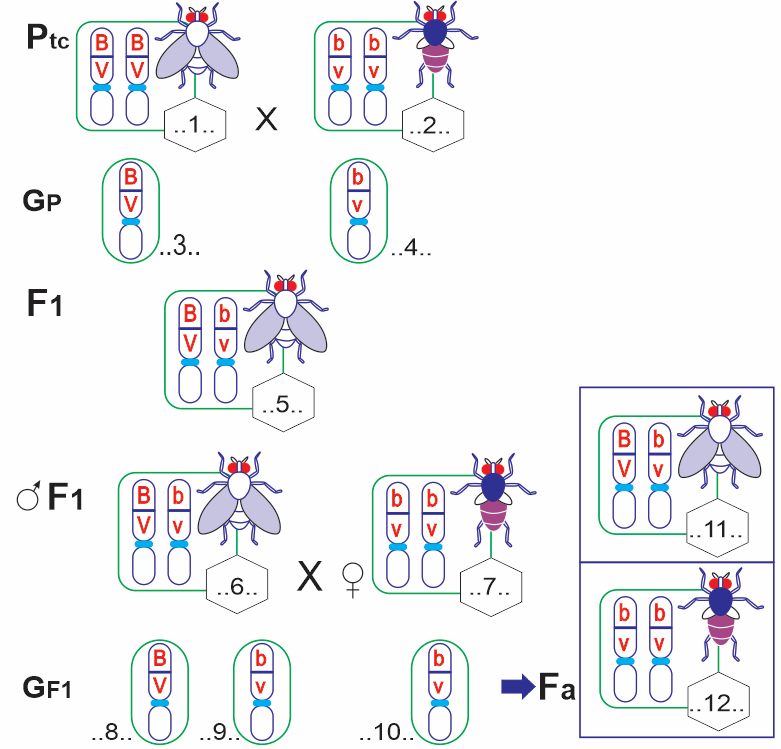 Ptc
B B b b
V V v v
..1.. X ..2..
GP
B b
V v
..3.. ..4..
F1
B b
V v
..5..
♂ F1
B b b b
V v v v
..6.. X ♀ ..7..
B b
V v
..11..
b b
v v
..12..
GF1
B b b
V v v
..8.. ..9.. ..10..
Fa